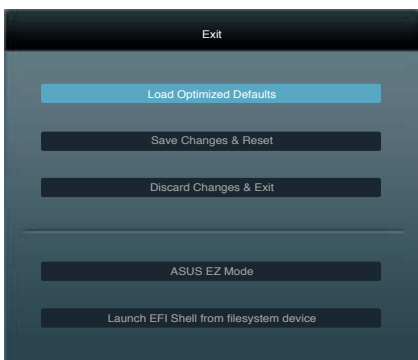 Exit
Load Optimized Defaults
Save Changes & Reset
Discard Changes & Exit
ASUS EZ Mode
Launch EFI Shell from filesystem device